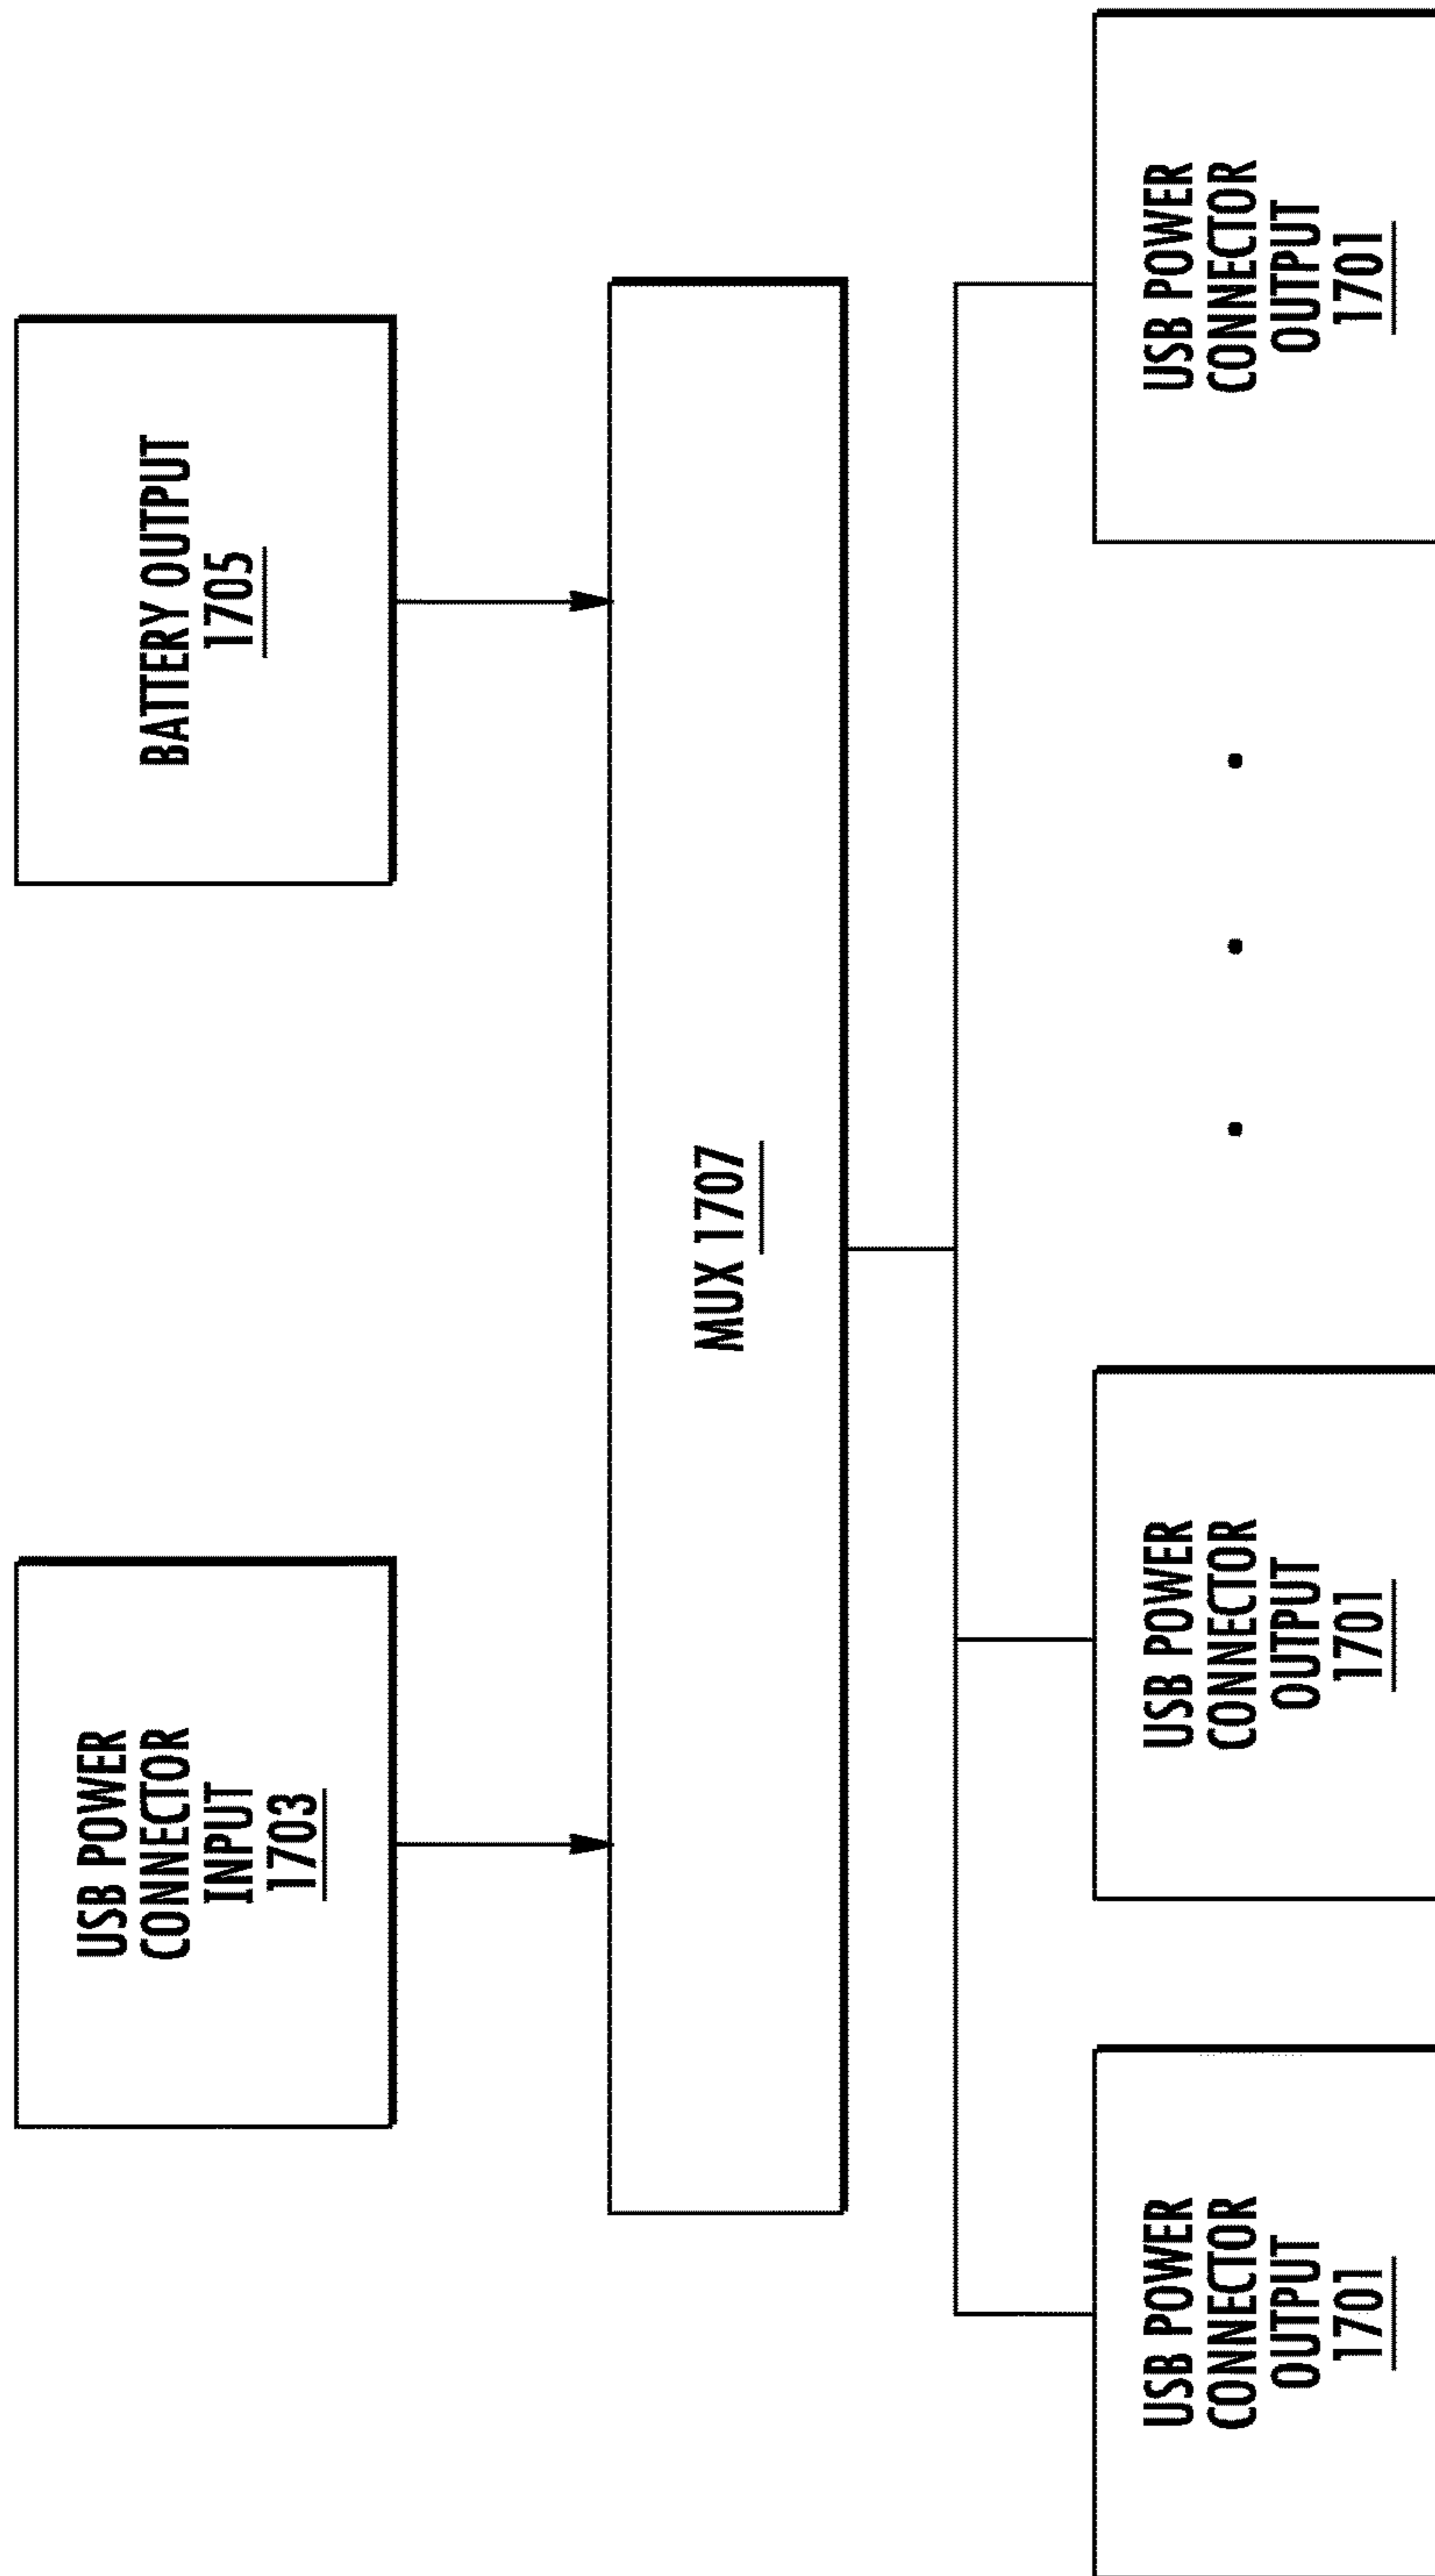 USB POWER
CONNECTOR
INPUT
1703
BATTERY OUTPUT
1705
MUX 1707
USB POWER
CONNECTOR
OUTPUT
1701
USB POWER
CONNECTOR
OUTPUT
1701
USB POWER
CONNECTOR
OUTPUT
1701